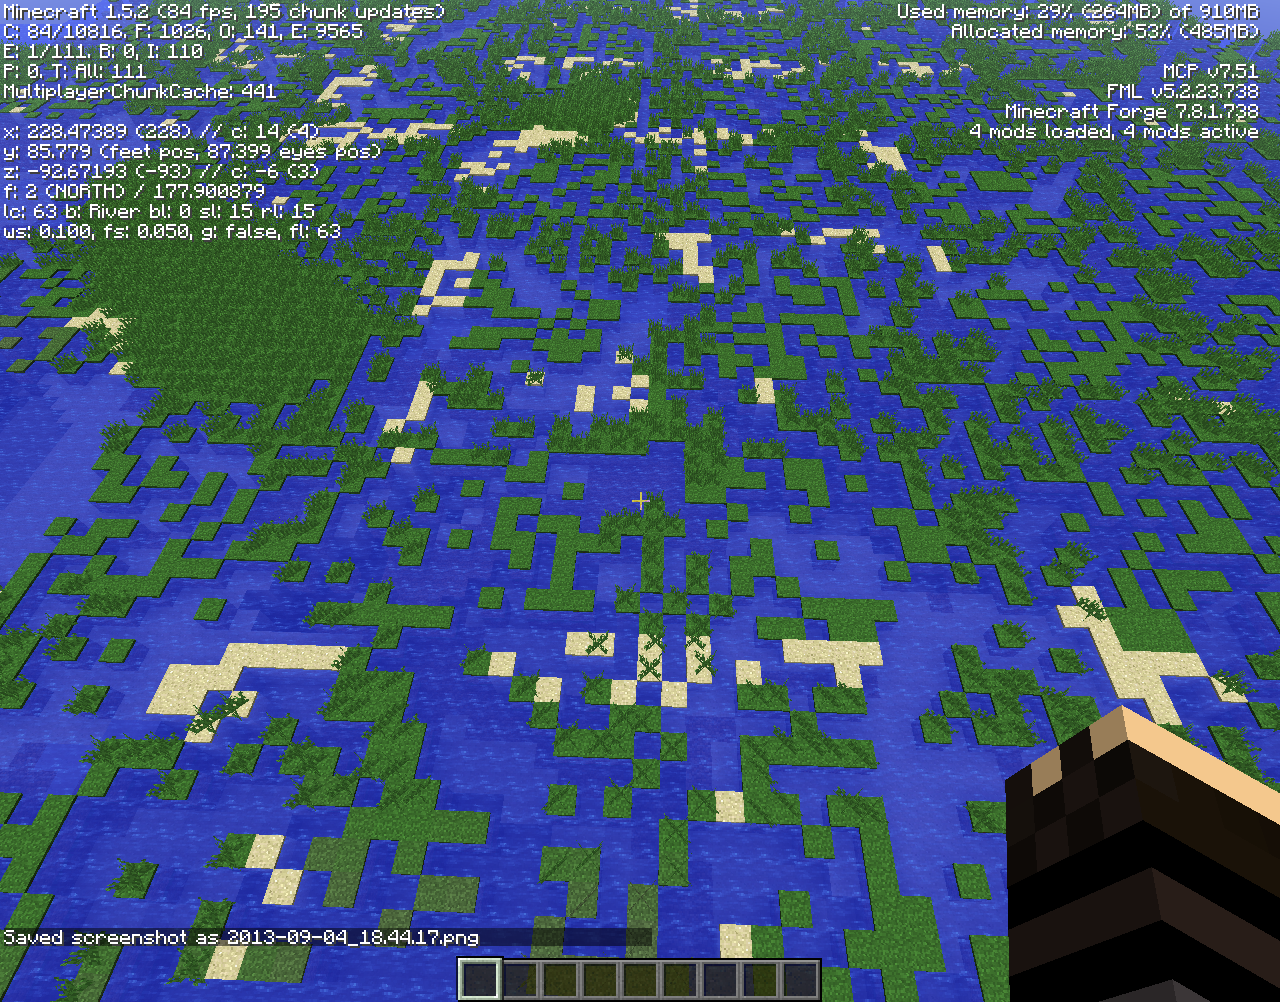 Minecraft 1.5.2 (84 fps, 195 chunk updates)
C: 84/10816. F: 1026, O: 141, E: 9565
E: 1/111. B: 0, I: 110
P: 0. T: All: 111
MultiplayerChunkCache: 441
x: 228.47389 (228) // c: 14 (4)
y: 85.779 (feet pos, 87.399 eyes pos)
z: -92.67193 (-93) // c: -6 (3)
f: 2 (NORTH) / 177.900879
lc: 63 b: River bl: 0 sl: 15 rl: 15
ws: 0.100, fs: 0.050, g: false, fl: 63
Used memory: 29% (264MB) of 910MB
Allocated memory: 53% (485MB)
MCP v7.51
FML v5.2.23.738
Minecraft Forge 7.8.1.738
4 mods loaded, 4 mods active
Saved screenshot as 2013-09-04_18.44.17.png